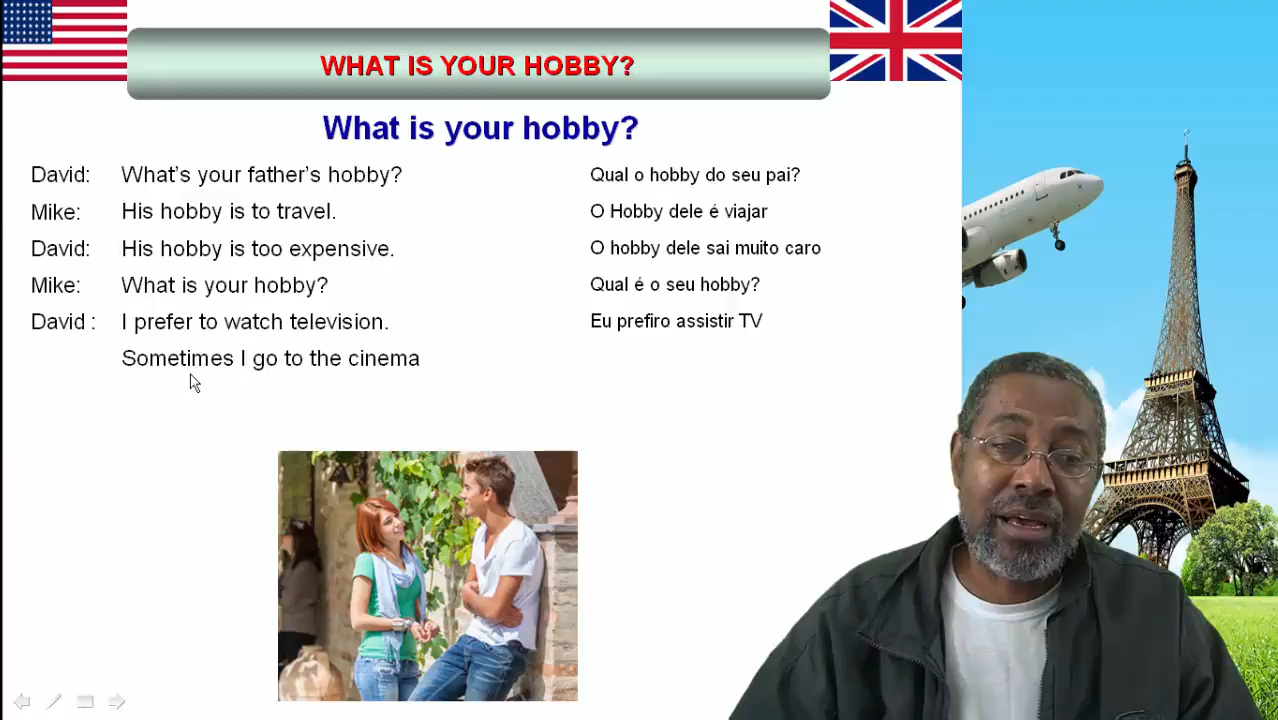 WHAT IS YOUR HOBBY?
What is your hobby?
David: What's your father's hobby? Qual o hobby do seu pai?
Mike: His hobby is to travel. O Hobby dele é viajar
David: His hobby is too expensive. O hobby dele sai muito caro
Mike: What is your hobby? Qual é o seu hobby?
David : I prefer to watch television. Eu prefiro assistir TV
Sometimes I go to the cinema